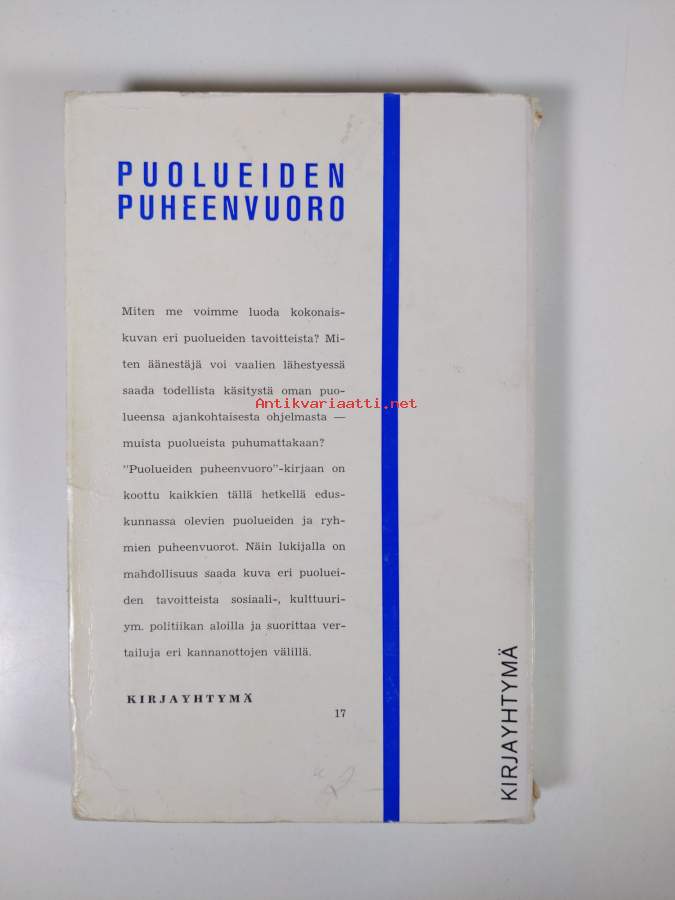 PUOLUEIDEN
PUHEENVUORO
Miten me voimme luoda kokonais-
kuvan eri puolueiden tavoitteista? Mi-
ten äänestäjä voi vaalien lähestyessä
saada todellista käsitystä oman puo-
lueensa ajankohtaisesta ohjelmasta —
muista puolueista puhumattakaan?
"Puolueiden puheenvuoro"-kirjaan on
koottu kaikkien tällä hetkellä edus-
kunnassa olevien puolueiden ja ryh-
mien puheenvuorot. Näin lukijalla on
mahdollisuus saada kuva eri puoluei-
den tavoitteista sosiaali-, kulttuuri-
ym. politiikan aloilla ja suorittaa ver-
tailuja eri kannanottojen välillä.
KIRJAYHTYMÄ
17
KIRJAYHTYMÄ
Antikvariaatti.net